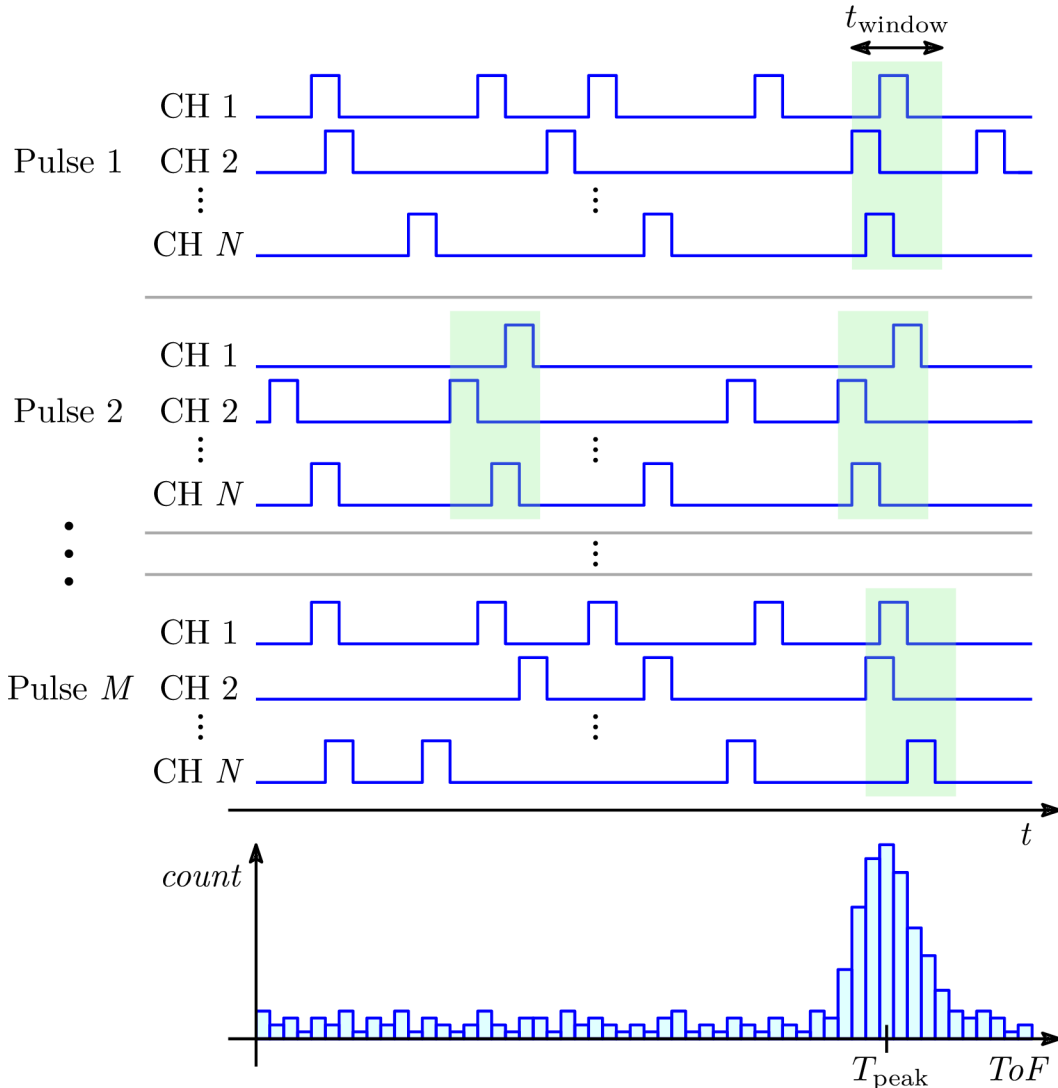 t_window
CH 1
Pulse 1 CH 2
CH N
CH 1
Pulse 2 CH 2
CH N
CH 1
Pulse M CH 2
CH N
t
count
T_peak ToF